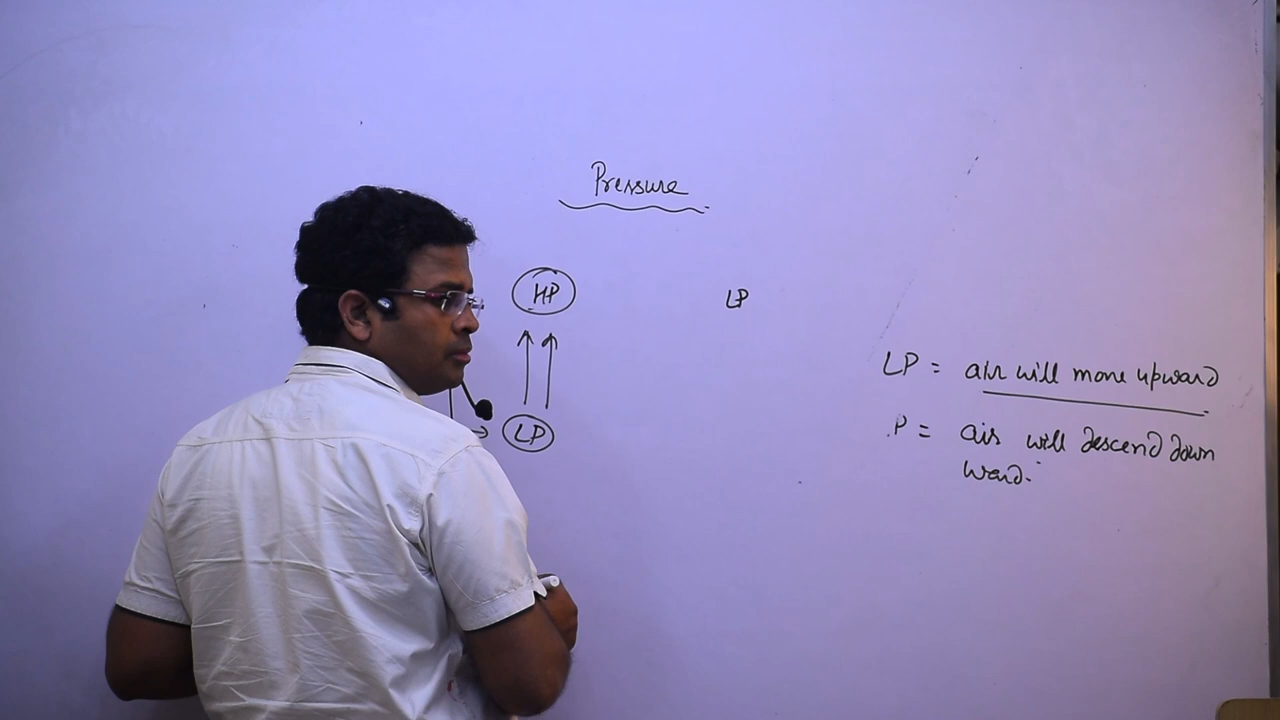 Pressure
HP
LP
LP
LP = air will move upward
P = air will descend down
ward.